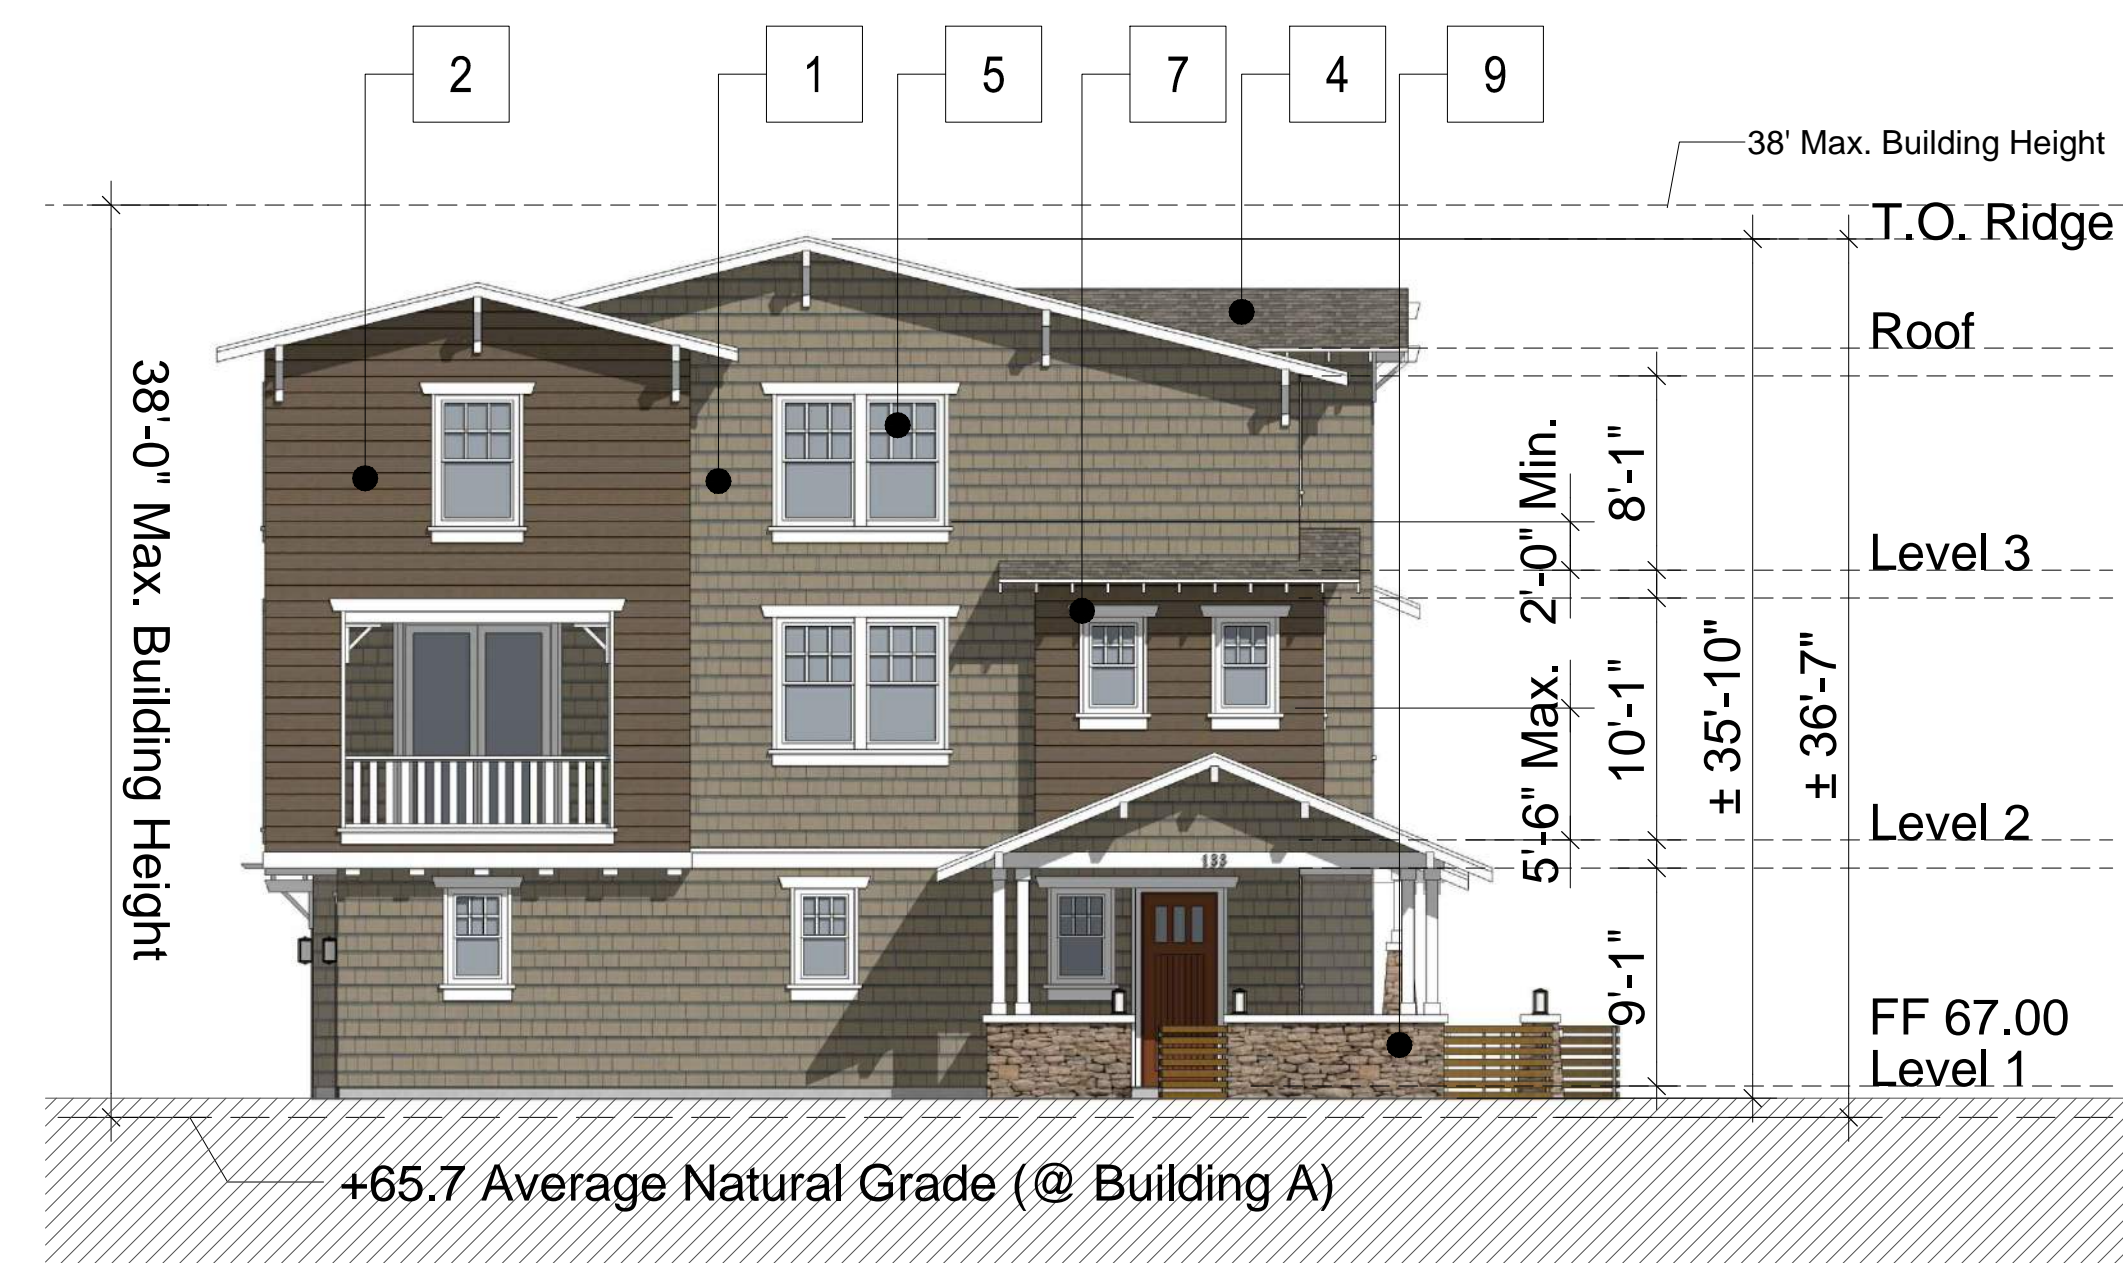 2
1
5
7
4
9
38' Max. Building Height
T.O. Ridge
Roof
38'-0" Max. Building Height
8'-1"
2'-0" Min.
Level 3
10'-1"
5'-6" Max.
± 35'-10"
± 36'-7"
Level 2
133
9'-1"
FF 67.00
Level 1
+65.7 Average Natural Grade (@ Building A)